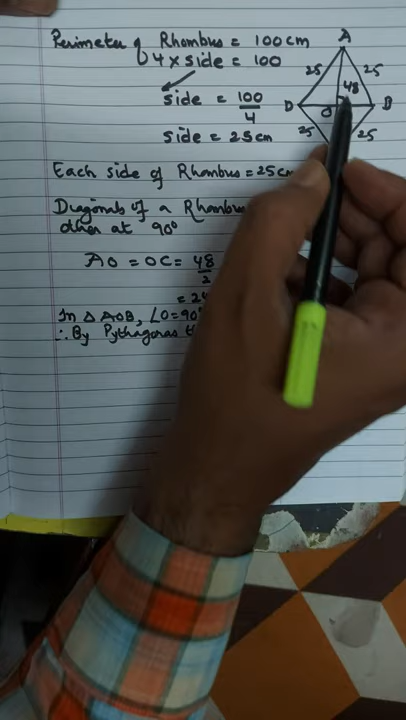 Perimeter of Rhombus = 100 cm
4 x side = 100
side = 100/4
side = 25 cm
Each side of Rhombus = 25 cm
Diagonals of a Rhombus
other at 90°
AO = OC = 48/2
= 24
In △ AOB, ∠O = 90°
∴ By Pythagoras
A
25 25
48
D O B
25 25